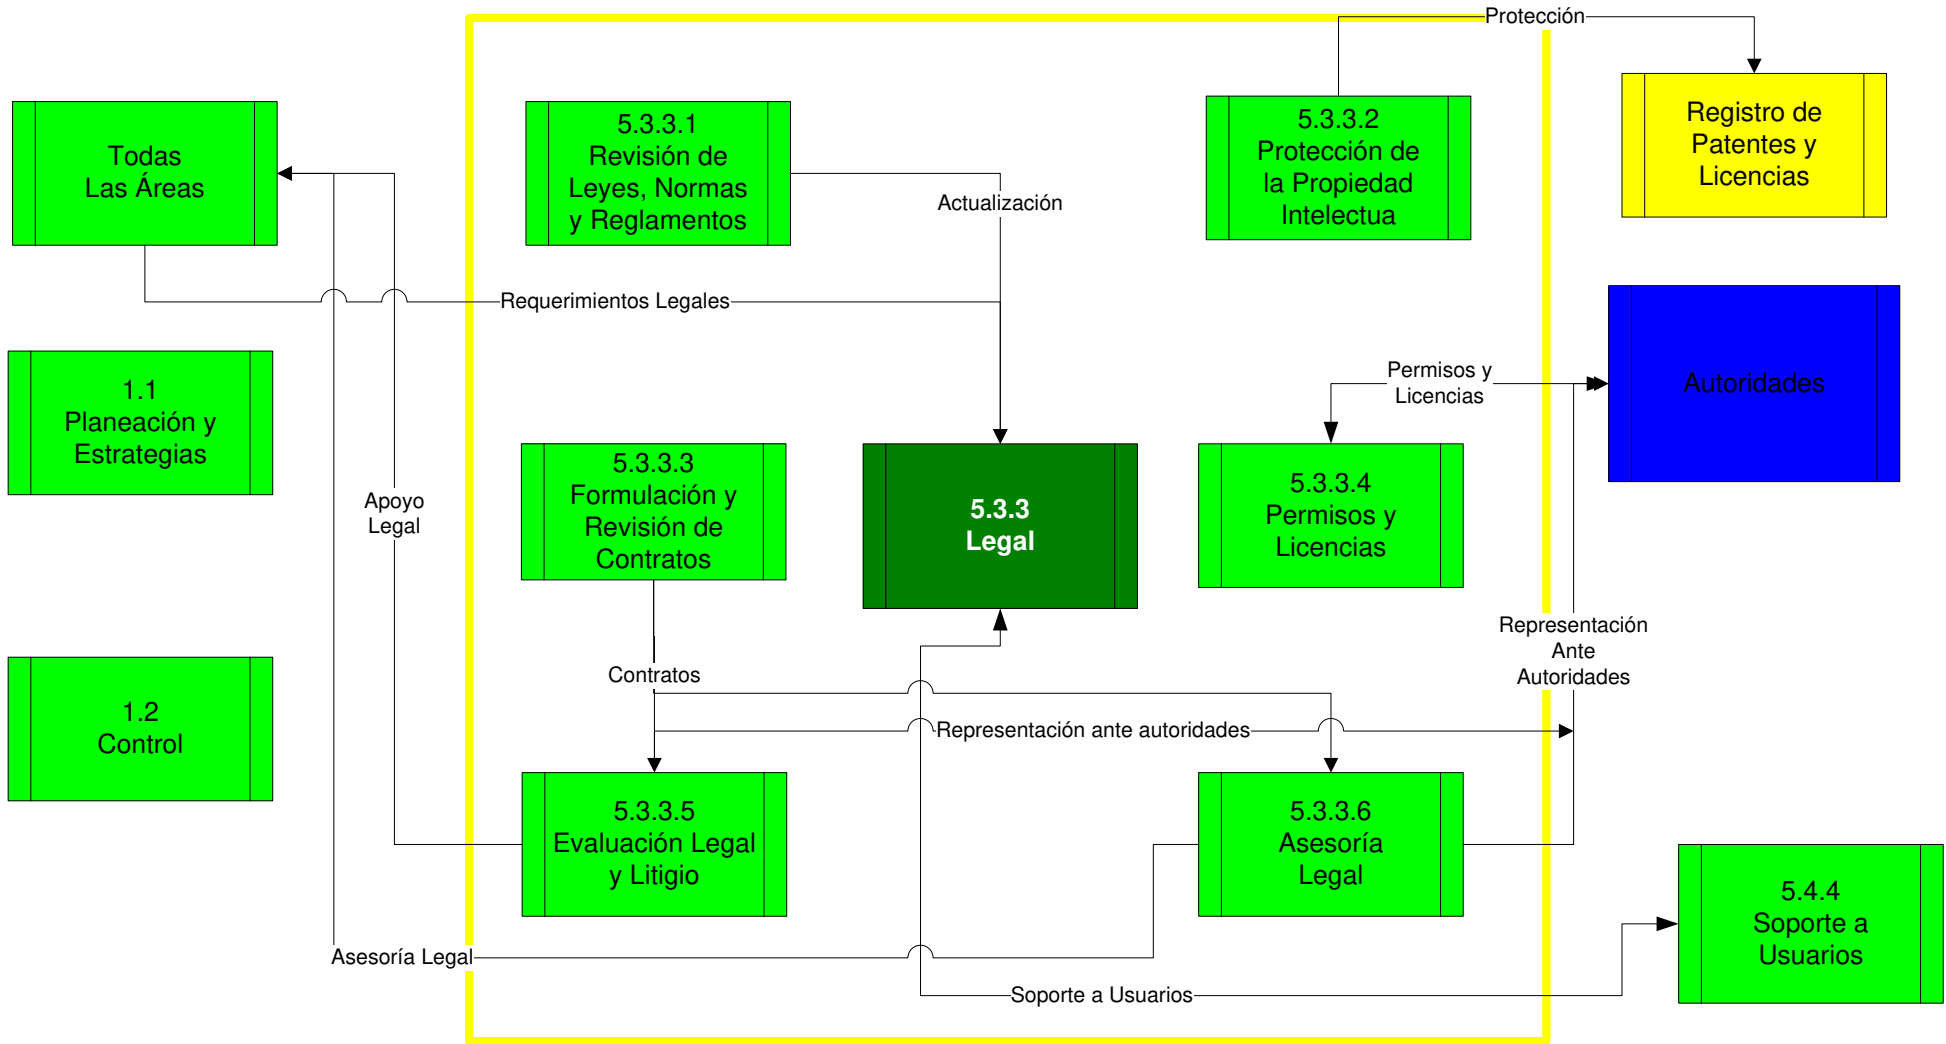 Protección
Todas
Las Áreas
5.3.3.1
Revisión de
Leyes, Normas
y Reglamentos
5.3.3.2
Protección de
la Propiedad
Intelectua
Registro de
Patentes y
Licencias
Actualización
Requerimientos Legales
1.1
Planeación y
Estrategias
Permisos y
Licencias
Autoridades
Apoyo
Legal
5.3.3.3
Formulación y
Revisión de
Contratos
5.3.3
Legal
5.3.3.4
Permisos y
Licencias
Representación
Ante
Autoridades
1.2
Control
Contratos
Representación ante autoridades
5.3.3.5
Evaluación Legal
y Litigio
5.3.3.6
Asesoría
Legal
5.4.4
Soporte a
Usuarios
Asesoría Legal
Soporte a Usuarios